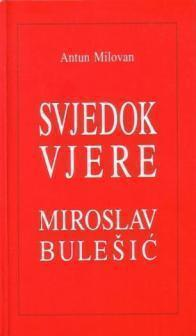 Antun Milovan
SVJEDOK
VJERE
MIROSLAV
BULEŠIĆ